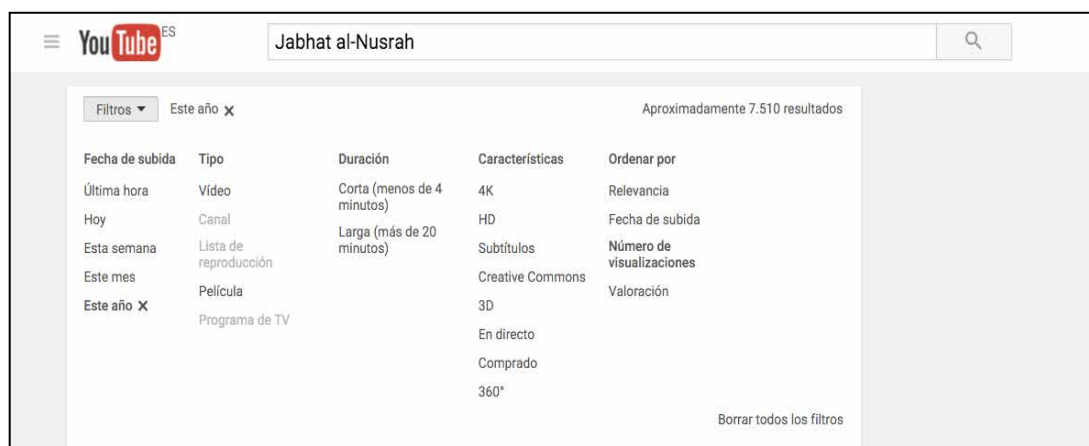 YouTube ES
Jabhat al-Nusrah
Filtros
Este año X
Aproximadamente 7.510 resultados
Fecha de subida
Última hora
Hoy
Esta semana
Este mes
Este año X
Tipo
Vídeo
Canal
Lista de
reproducción
Película
Programa de TV
Duración
Corta (menos de 4
minutos)
Larga (más de 20
minutos)
Características
4K
HD
Subtítulos
Creative Commons
3D
En directo
Comprado
360°
Ordenar por
Relevancia
Fecha de subida
Número de
visualizaciones
Valoración
Borrar todos los filtros